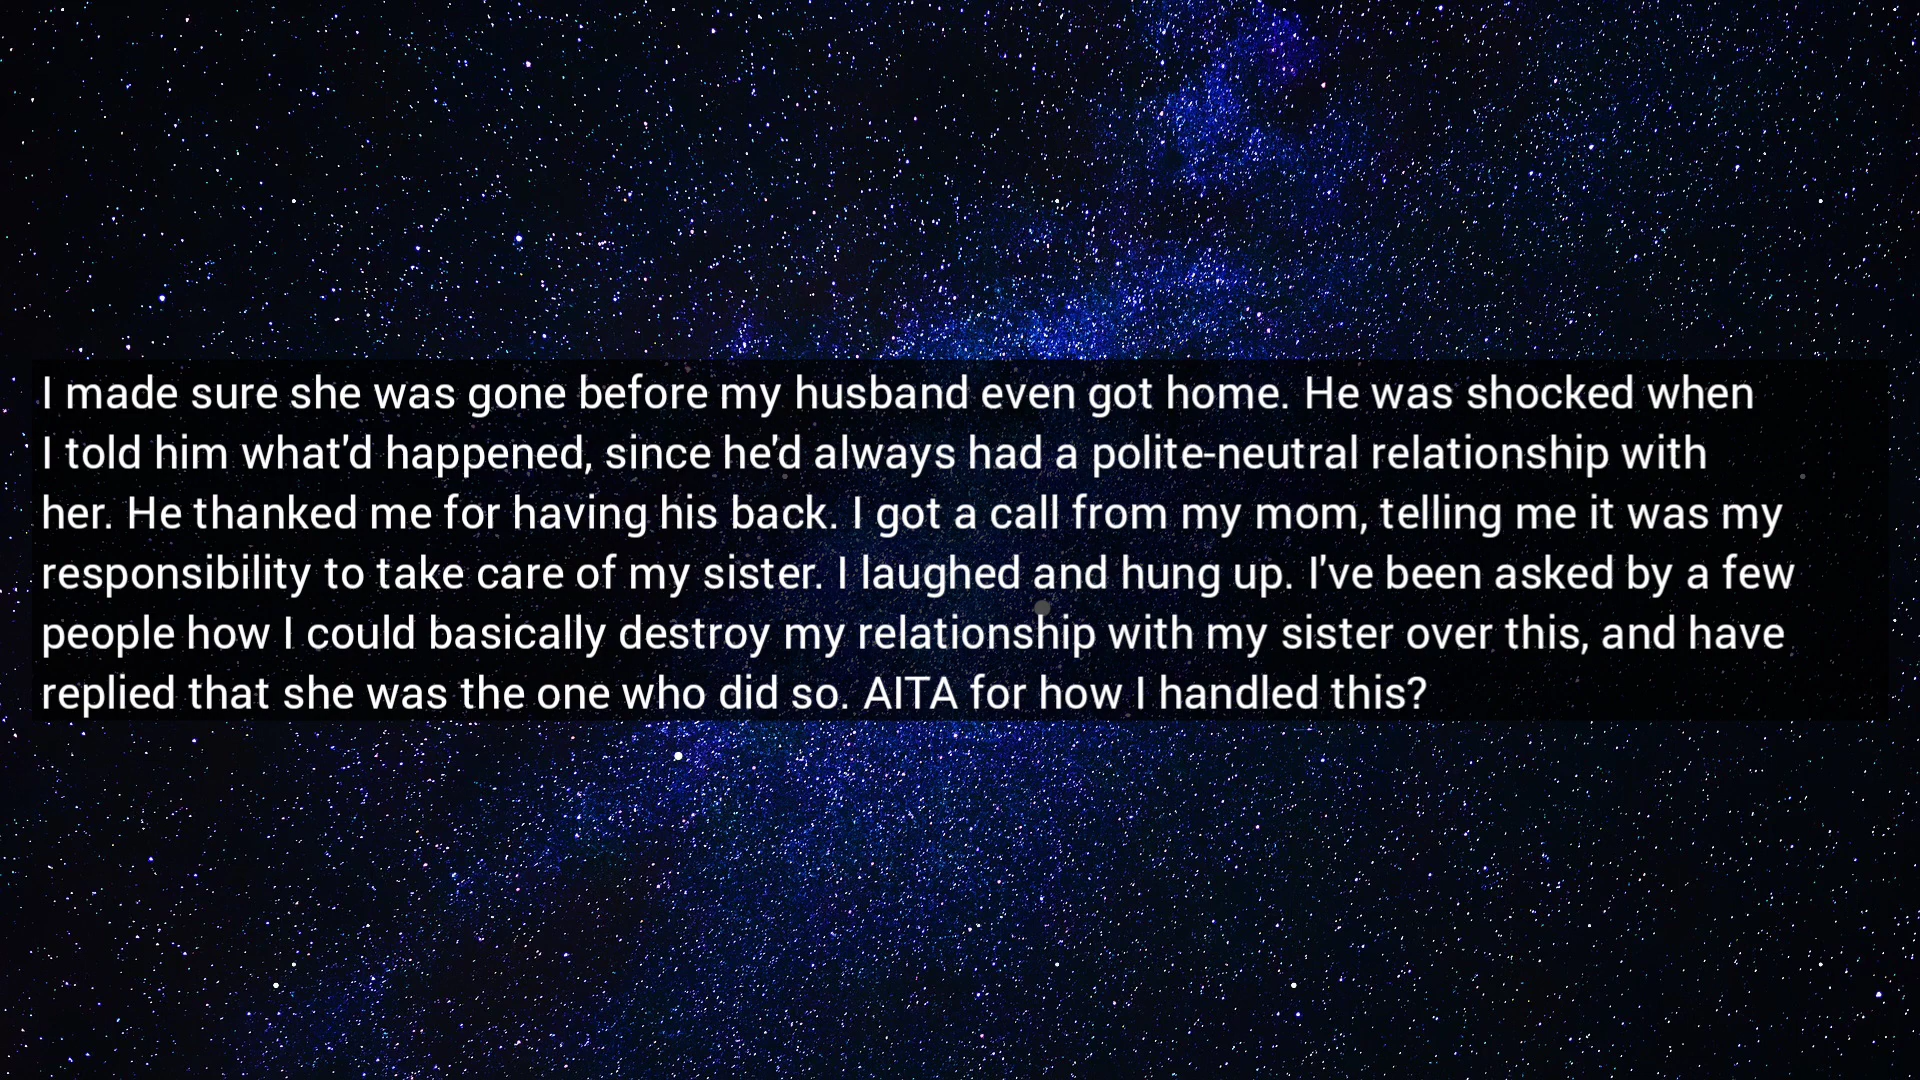 I made sure she was gone before my husband even got home. He was shocked when
I told him what'd happened, since he'd always had a polite-neutral relationship with
her. He thanked me for having his back. I got a call from my mom, telling me it was my
responsibility to take care of my sister. I laughed and hung up. I've been asked by a few
people how I could basically destroy my relationship with my sister over this, and have
replied that she was the one who did so. AITA for how I handled this?